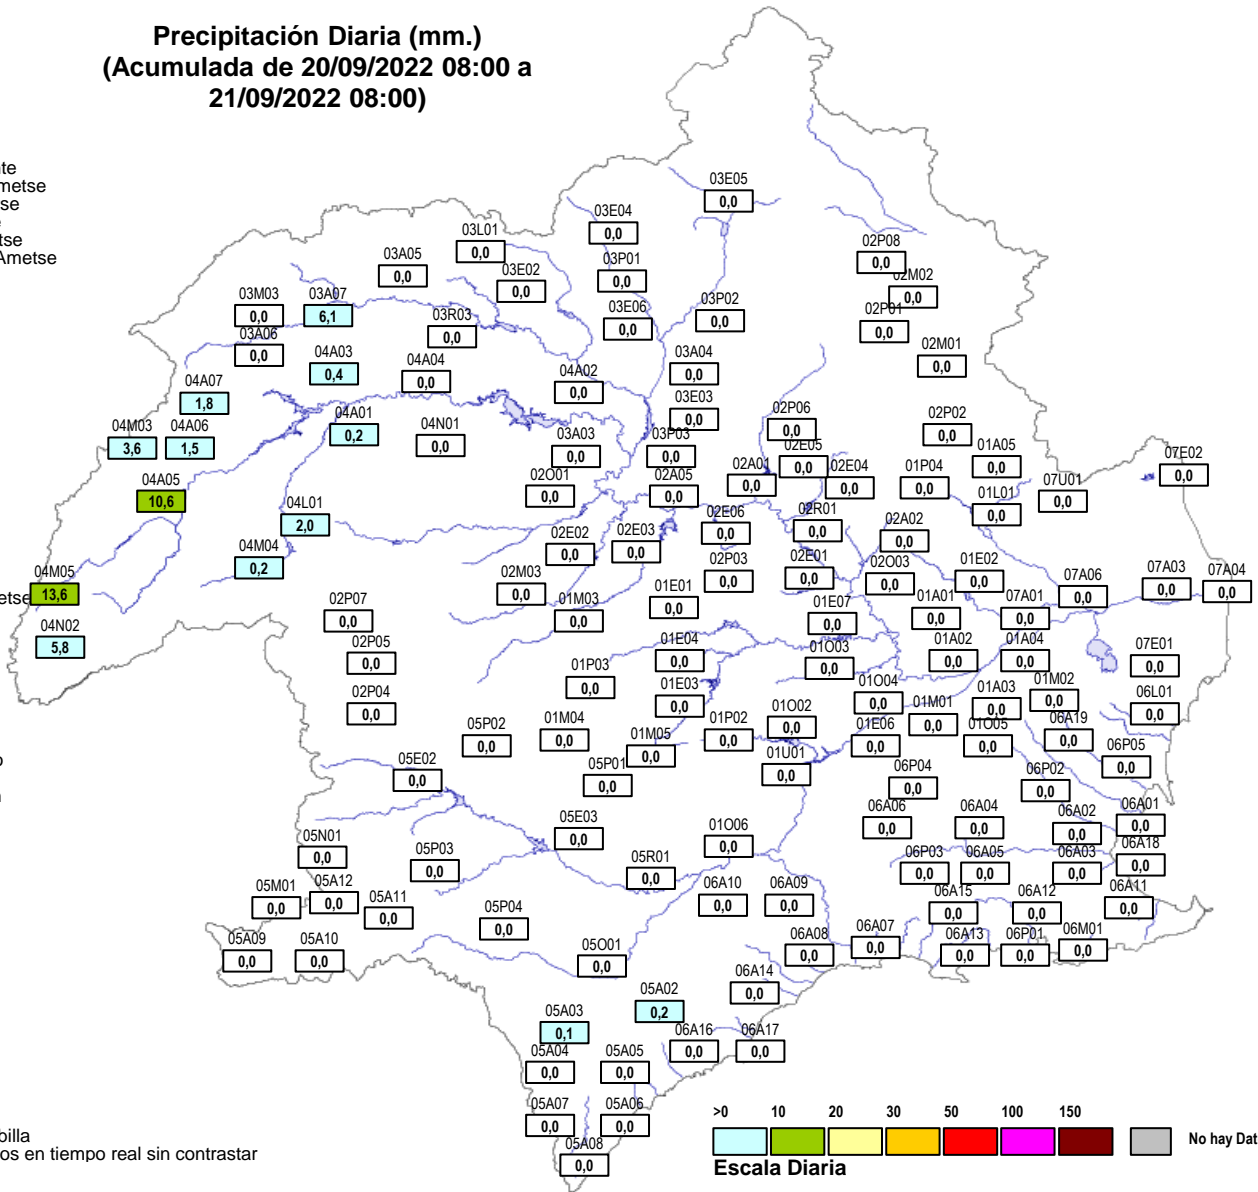 Precipitación Diaria (mm.)
(Acumulada de 20/09/2022 08:00 a
21/09/2022 08:00)
03E05
0,0
03E04
0,0
03L01
0,0
03A05
0,0
03E02
0,0
03P01
0,0
02P08
0,0
02M02
0,0
03M03
0,0
03A07
6,1
03R03
0,0
03E06
0,0
03P02
0,0
02P01
0,0
03A06
0,0
04A03
0,4
04A04
0,0
04A02
0,0
03A04
0,0
02M01
0,0
04A07
1,8
03E03
0,0
04M03
3,6
04A06
1,5
04A01
0,2
04N01
0,0
03A03
0,0
03P03
0,0
02P06
0,0
02P02
0,0
02E05
0,0
01A05
0,0
07E02
0,0
04A05
10,6
02O01
0,0
02A05
0,0
02A01
0,0
02E04
0,0
01P04
0,0
07U01
0,0
01L01
0,0
04L01
2,0
02E06
0,0
02R01
0,0
02A02
0,0
04M04
0,2
02E02
0,0
02E03
0,0
04M05
13,6
02M03
0,0
02P03
0,0
02E01
0,0
02O03
0,0
01E02
0,0
07A06
0,0
07A03
0,0
07A04
0,0
02P07
0,0
01M03
0,0
01E01
0,0
01E07
0,0
01A01
0,0
07A01
0,0
04N02
5,8
02P05
0,0
01E04
0,0
01O03
0,0
01A02
0,0
01A04
0,0
07E01
0,0
01P03
0,0
02P04
0,0
01E03
0,0
01O04
0,0
01A03
0,0
01M02
0,0
06L01
0,0
05P02
0,0
01M04
0,0
01M05
0,0
01P02
0,0
01O02
0,0
01M01
0,0
01E06
0,0
01O05
0,0
06A19
0,0
05E02
0,0
05P01
0,0
01U01
0,0
06P04
0,0
06P02
0,0
06P05
0,0
05E03
0,0
01O06
0,0
06A06
0,0
06A04
0,0
06A02
0,0
06A01
0,0
05N01
0,0
05P03
0,0
05R01
0,0
06P03
0,0
06A05
0,0
06A03
0,0
06A18
0,0
05M01
0,0
05A12
0,0
05A11
0,0
06A10
0,0
06A09
0,0
06A15
0,0
06A12
0,0
06A11
0,0
05P04
0,0
05A09
0,0
05A10
0,0
05O01
0,0
06A08
0,0
06A07
0,0
06A13
0,0
06P01
0,0
06M01
0,0
06A14
0,0
05A02
0,2
05A03
0,1
06A16
0,0
06A17
0,0
05A04
0,0
05A05
0,0
05A07
0,0
05A06
0,0
05A08
0,0
billa
os en tiempo real sin contrastar
>0 10 20 30 50 100 150
No hay Dat
Escala Diaria